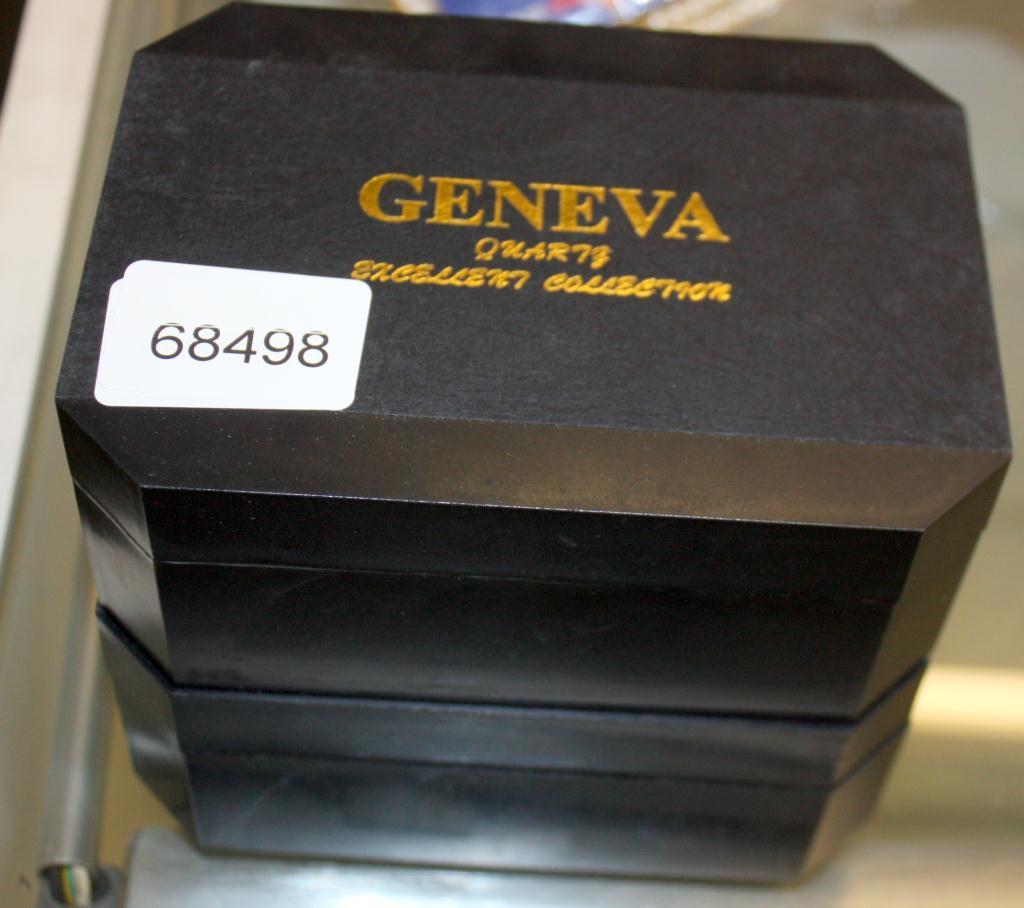 GENEVA
QUARTZ
EXCELLENT COLLECTION
68498